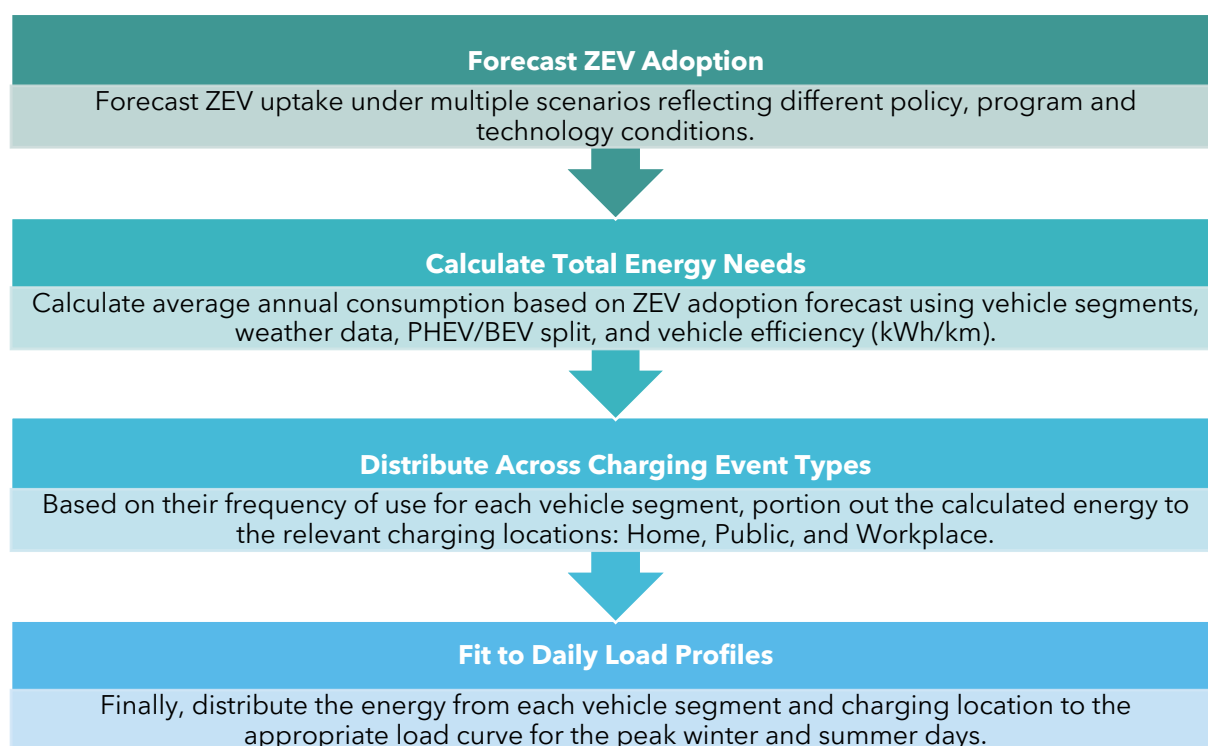 Forecast ZEV Adoption
Forecast ZEV uptake under multiple scenarios reflecting different policy, program and
technology conditions.
Calculate Total Energy Needs
Calculate average annual consumption based on ZEV adoption forecast using vehicle segments,
weather data, PHEV/BEV split, and vehicle efficiency (kWh/km).
Distribute Across Charging Event Types
Based on their frequency of use for each vehicle segment, portion out the calculated energy to
the relevant charging locations: Home, Public, and Workplace.
Fit to Daily Load Profiles
Finally, distribute the energy from each vehicle segment and charging location to the
appropriate load curve for the peak winter and summer days.